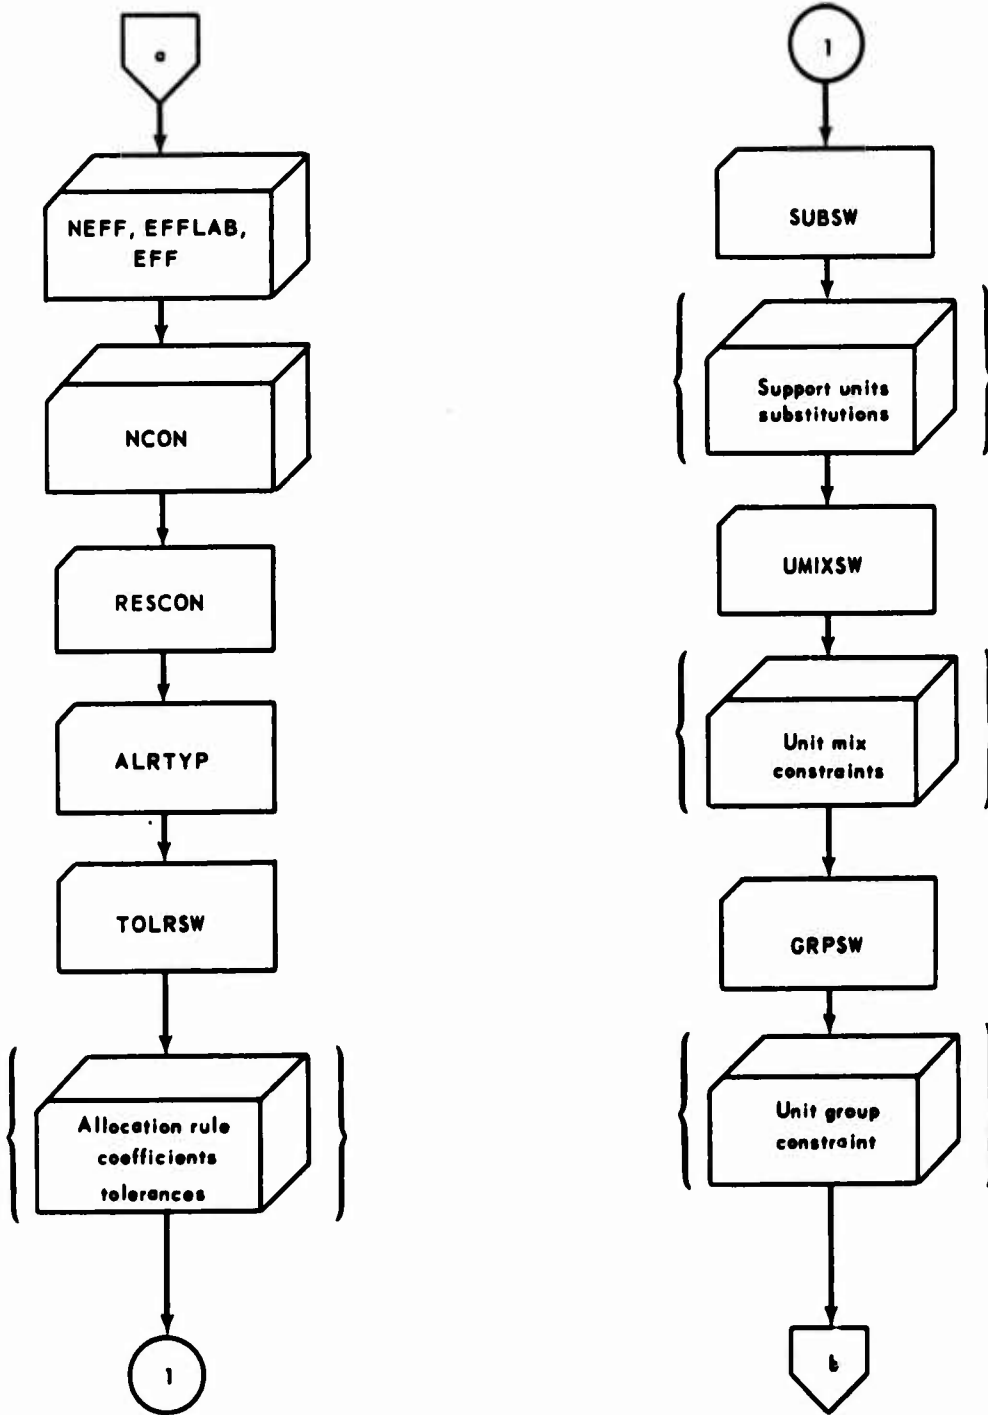 a
NEFF, EFFLAB,
EFF
NCON
RESCON
ALRTYP
TOLRSW
Allocation rule
coefficients
tolerances
1
1
SUBSW
Support units
substitutions
UMIXSW
Unit mix
constraints
GRPSW
Unit group
constraint
b